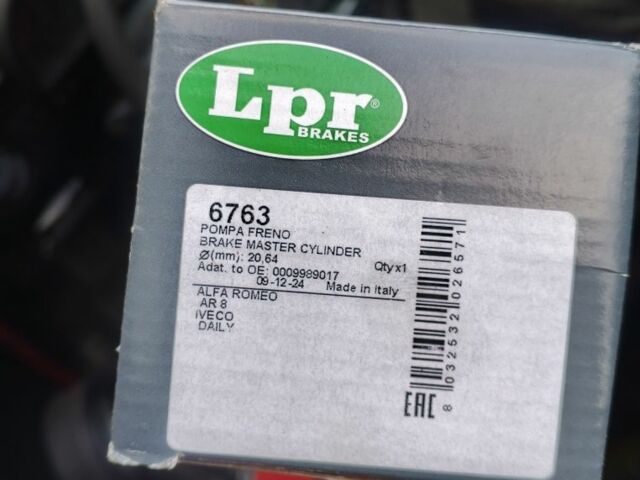 Lpr®
BRAKES
6763
POMPA FRENO
BRAKE MASTER CYLINDER
Ø(mm): 20,64 Qty x1
Adat. to OE: 0009989017
09-12-24 Made in Italy
ALFA ROMEO
AR 8
IVECO
DAILY
EAC
8 032532 026571